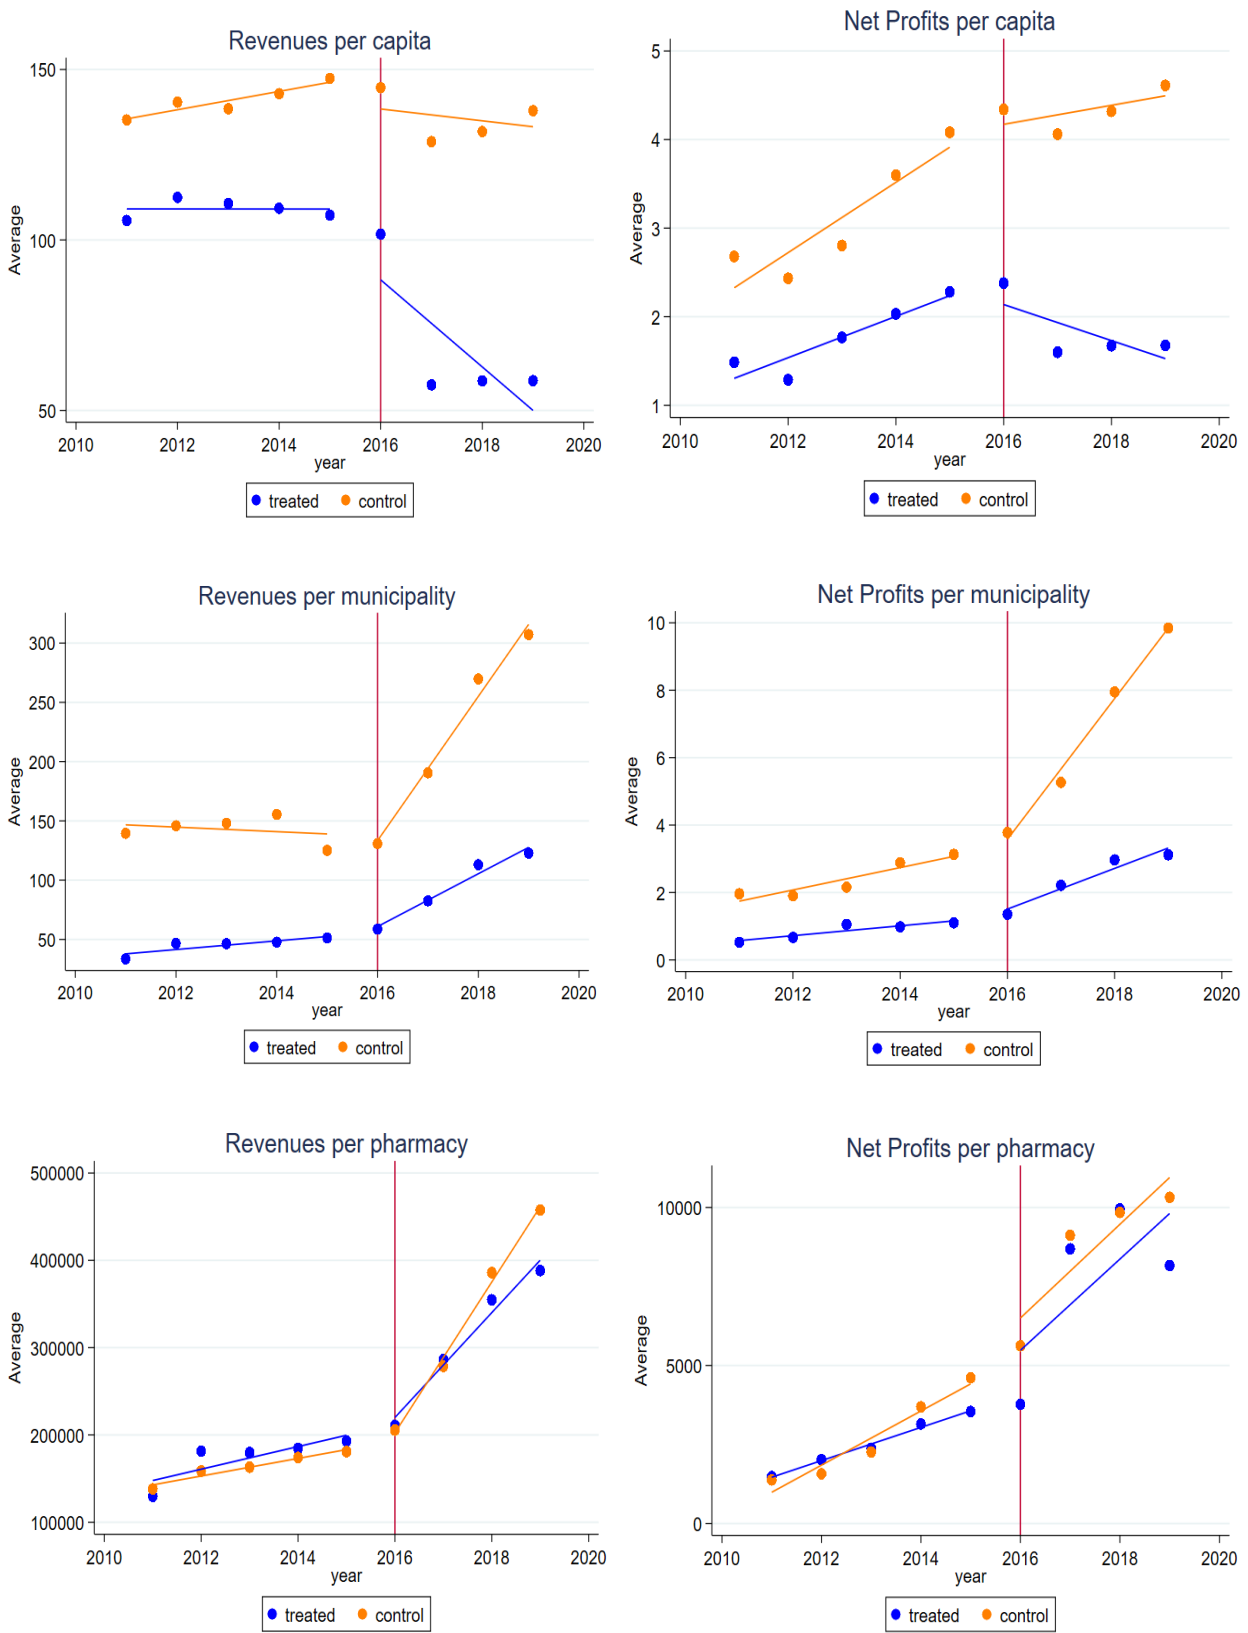 Revenues per capita
Average
150
100
50
2010 2012 2014 2016 2018 2020
year
treated control
Net Profits per capita
Average
5
4
3
2
1
2010 2012 2014 2016 2018 2020
year
treated control
Revenues per municipality
Average
300
250
200
150
100
50
2010 2012 2014 2016 2018 2020
year
treated control
Net Profits per municipality
Average
10
8
6
4
2
0
2010 2012 2014 2016 2018 2020
year
treated control
Revenues per pharmacy
Average
500000
400000
300000
200000
100000
2010 2012 2014 2016 2018 2020
year
treated control
Net Profits per pharmacy
Average
10000
5000
0
2010 2012 2014 2016 2018 2020
year
treated control